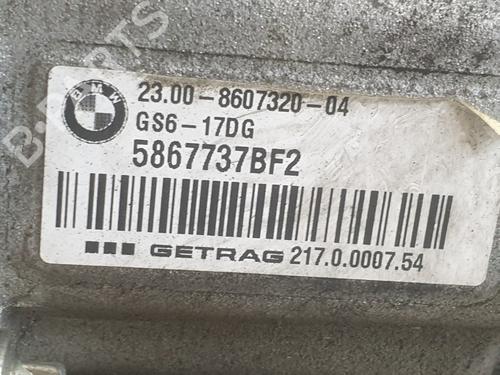 BMW
23.00-8607320-04
GS6-17DG
5867737BF2
GETRAG 217.0.0007.54